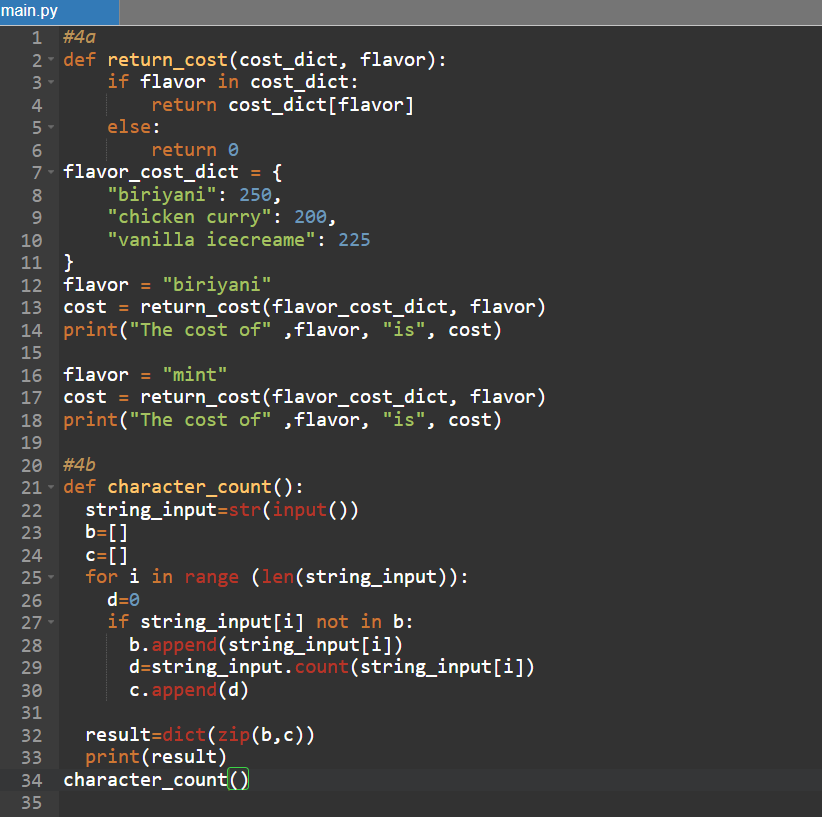 main.py
1 #4a
2 def return_cost(cost_dict, flavor):
3     if flavor in cost_dict:
4         return cost_dict[flavor]
5     else:
6         return 0
7 flavor_cost_dict = {
8     "biriyani": 250,
9     "chicken curry": 200,
10     "vanilla icecreame": 225
11 }
12 flavor = "biriyani"
13 cost = return_cost(flavor_cost_dict, flavor)
14 print("The cost of" ,flavor, "is", cost)
15
16 flavor = "mint"
17 cost = return_cost(flavor_cost_dict, flavor)
18 print("The cost of" ,flavor, "is", cost)
19
20 #4b
21 def character_count():
22   string_input=str(input())
23   b=[]
24   c=[]
25   for i in range (len(string_input)):
26     d=0
27     if string_input[i] not in b:
28       b.append(string_input[i])
29       d=string_input.count(string_input[i])
30       c.append(d)
31
32   result=dict(zip(b,c))
33   print(result)
34 character_count()
35